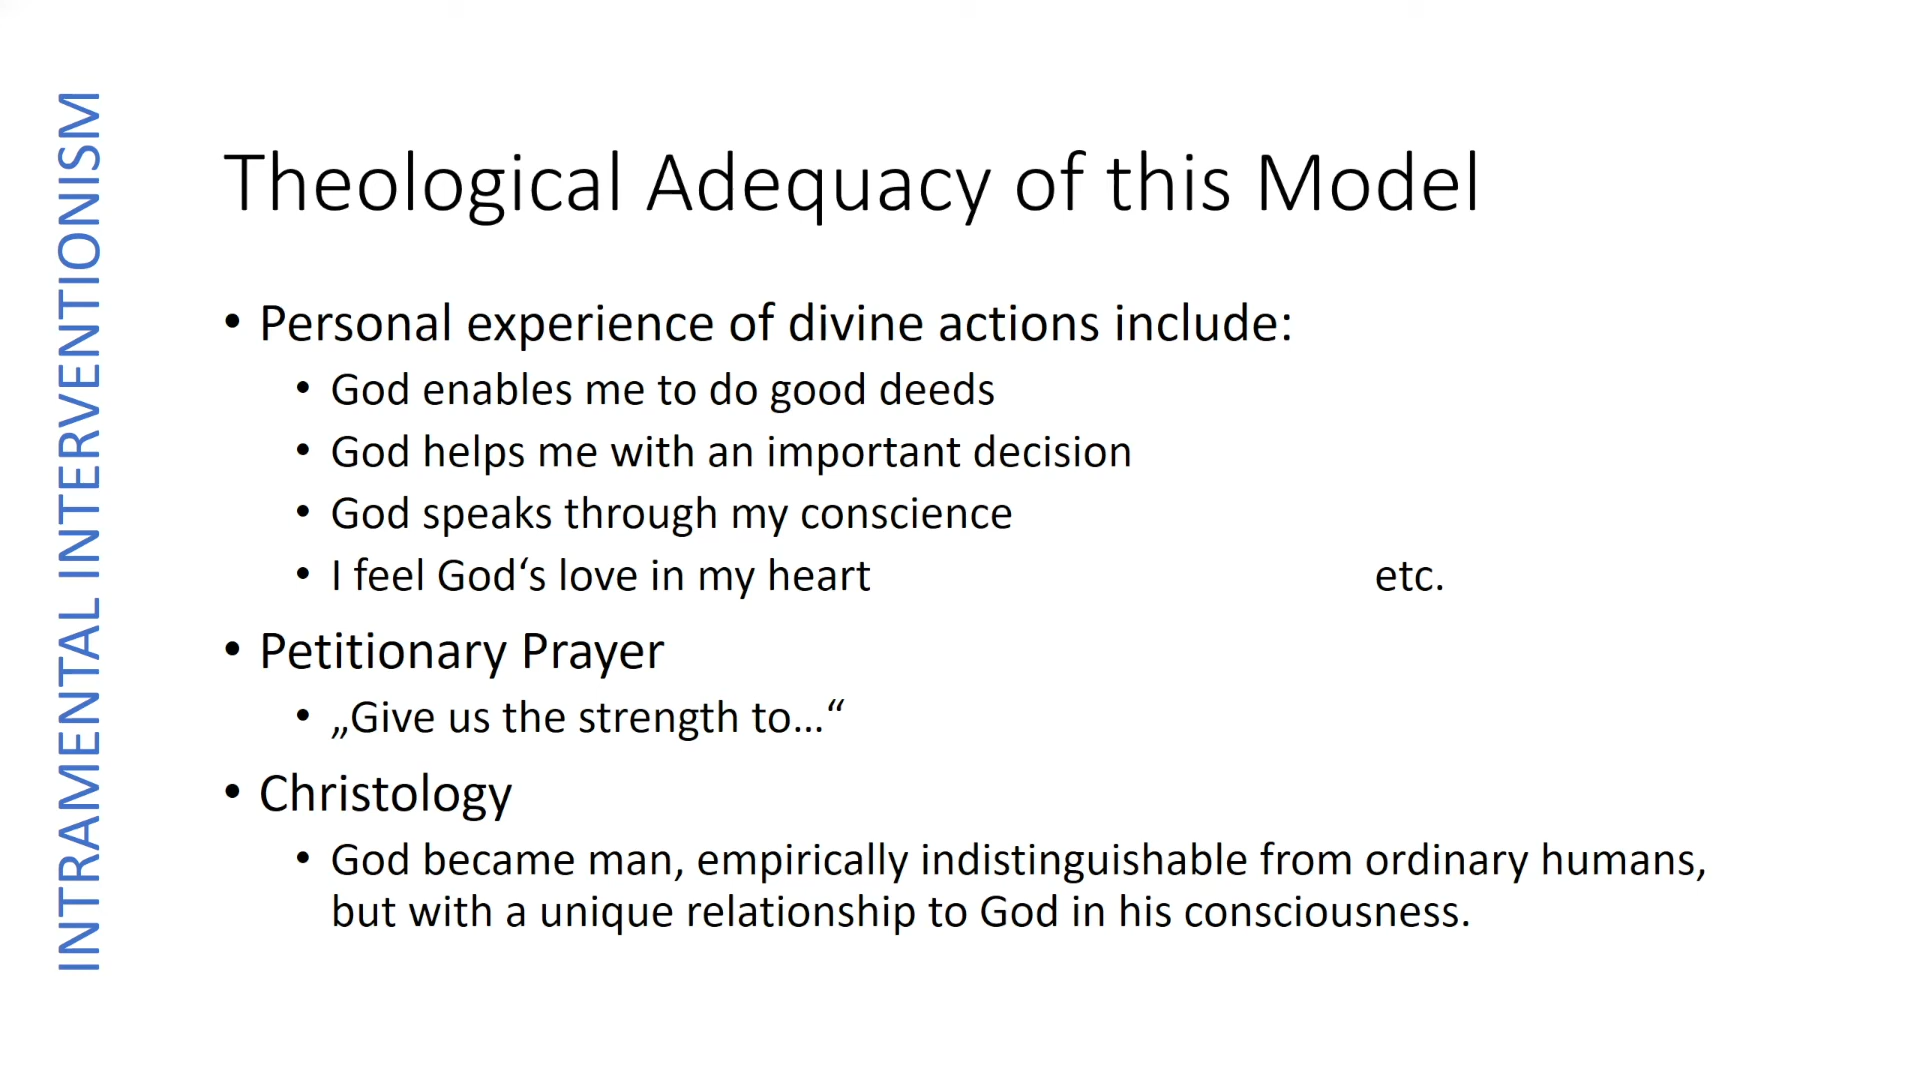 INTRAMENTAL INTERVENTIONISM
Theological Adequacy of this Model
• Personal experience of divine actions include:
• God enables me to do good deeds
• God helps me with an important decision
• God speaks through my conscience
• I feel God‘s love in my heart etc.
• Petitionary Prayer
• „Give us the strength to...“
• Christology
• God became man, empirically indistinguishable from ordinary humans,
but with a unique relationship to God in his consciousness.